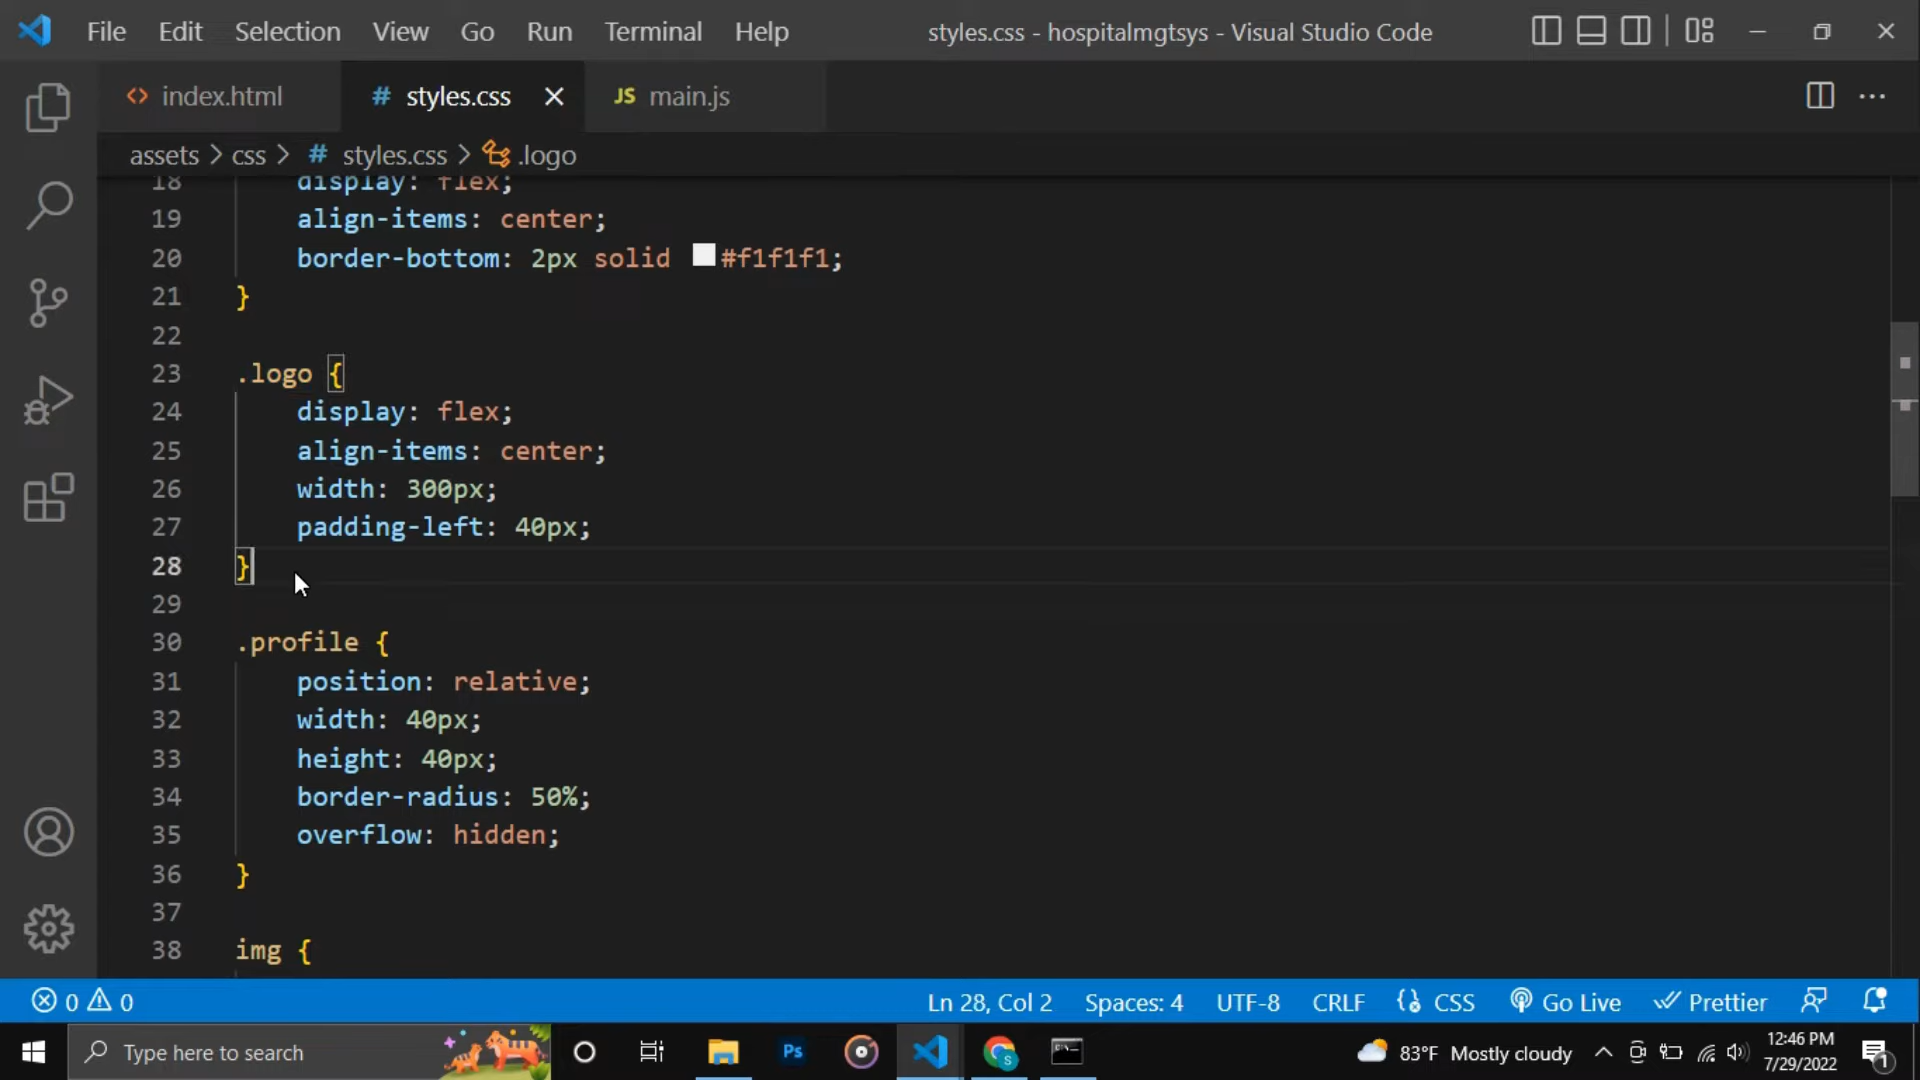 File Edit Selection View Go Run Terminal Help styles.css - hospitalmgtsys - Visual Studio Code
index.html styles.css JS main.js
assets > css > # styles.css > .logo
18 display: flex;
19 align-items: center;
20 border-bottom: 2px solid #f1f1f1;
21 }
22
23 .logo {
24 display: flex;
25 align-items: center;
26 width: 300px;
27 padding-left: 40px;
28 }
29
30 .profile {
31 position: relative;
32 width: 40px;
33 height: 40px;
34 border-radius: 50%;
35 overflow: hidden;
36 }
37
38 img {
0 0 Ln 28, Col 2 Spaces: 4 UTF-8 CRLF CSS Go Live Prettier
Type here to search Ps S 83°F Mostly cloudy 12:46 PM
7/29/2022 1